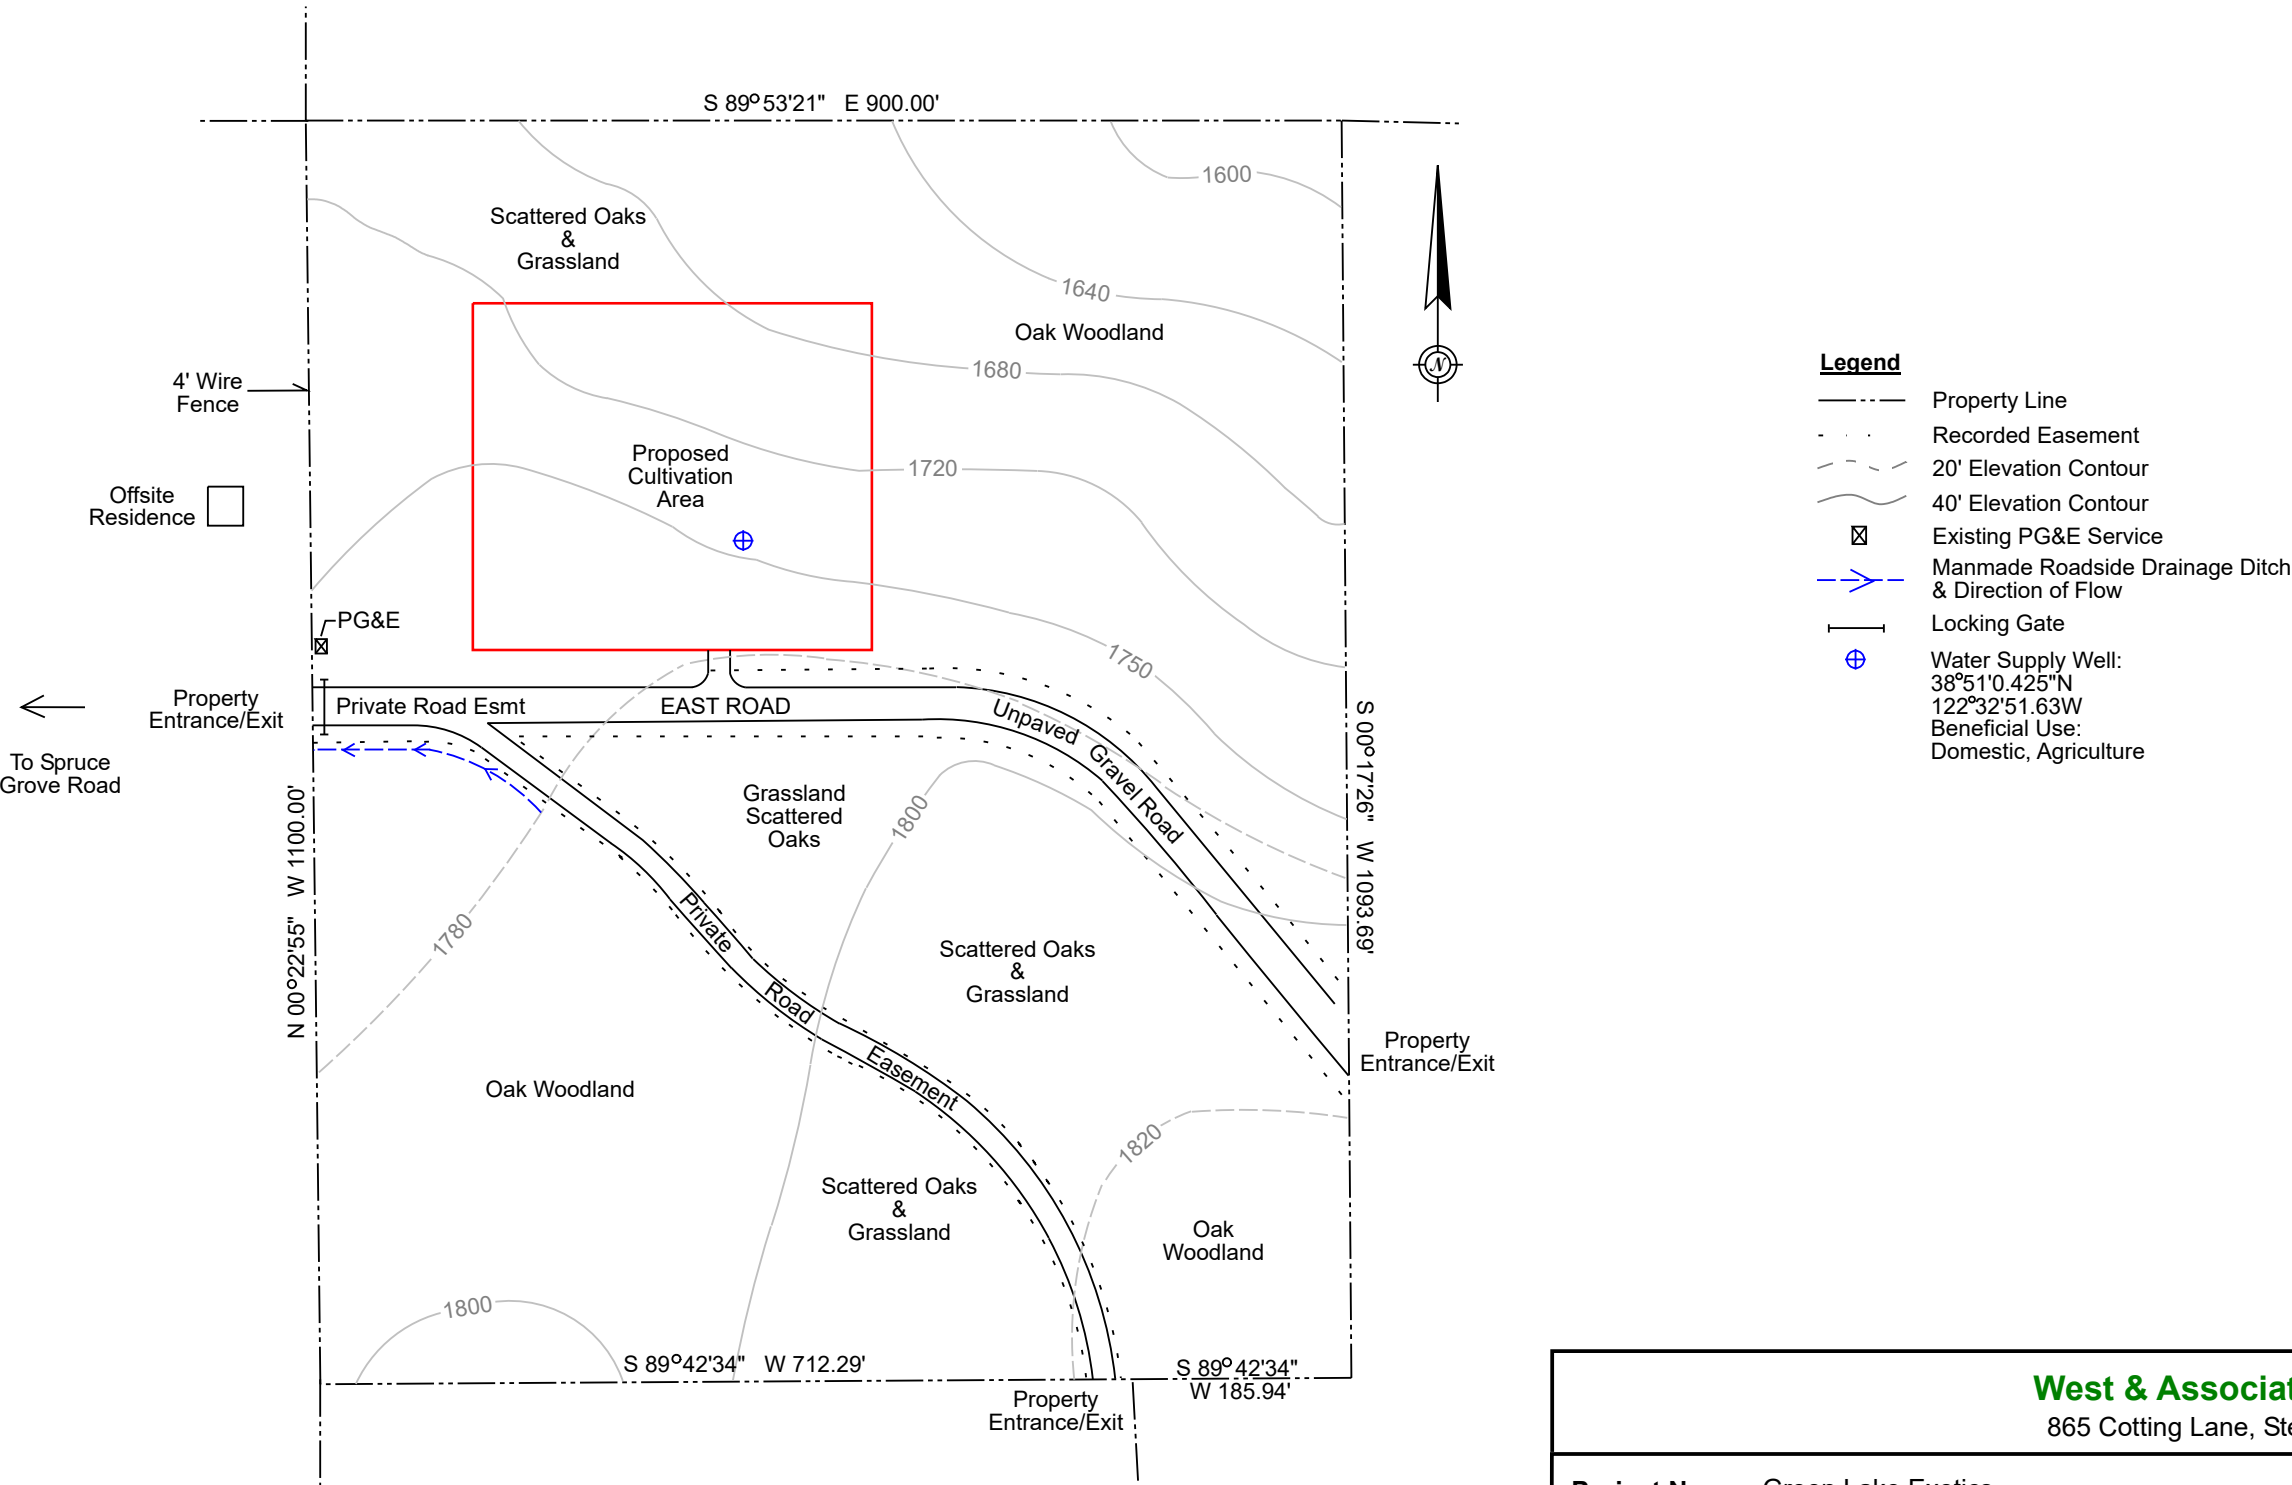 S 89°53'21" E 900.00'
1600
Scattered Oaks
&
Grassland
1640
Oak Woodland
1680
4' Wire
Fence
Proposed
Cultivation
Area
1720
Offsite
Residence
PG&E
1750
Property
Entrance/Exit
Private Road Esmt
EAST ROAD
Unpaved Gravel Road
To Spruce
Grove Road
S 00°17'26" W 1093.69'
N 00°22'55" W 1100.00'
Grassland
Scattered
Oaks
1800
1780
Private Road Easement
Scattered Oaks
&
Grassland
Property
Entrance/Exit
Oak Woodland
1820
Scattered Oaks
&
Grassland
Oak
Woodland
1800
S 89°42'34" W 712.29'
S 89°42'34"
W 185.94'
Property
Entrance/Exit
N
Legend
Property Line
Recorded Easement
20' Elevation Contour
40' Elevation Contour
Existing PG&E Service
Manmade Roadside Drainage Ditch
& Direction of Flow
Locking Gate
Water Supply Well:
38°51'0.425"N
122°32'51.63W
Beneficial Use:
Domestic, Agriculture
West & Associat
865 Cotting Lane, Ste
Green Lake Exotics